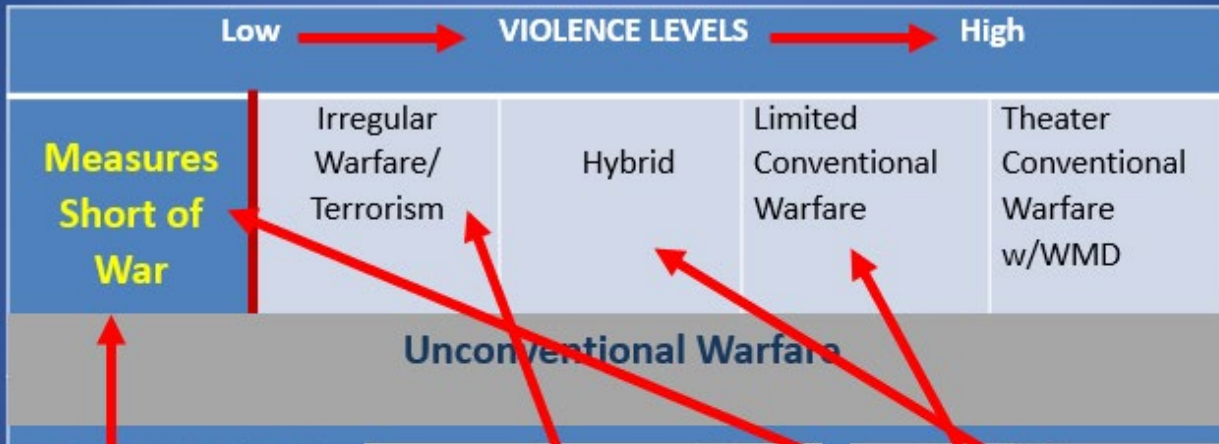 Low VIOLENCE LEVELS High
Measures
Short of
War
Irregular
Warfare/
Terrorism
Hybrid
Limited
Conventional
Warfare
Theater
Conventional
Warfare
w/WMD
Unconventional Warfare